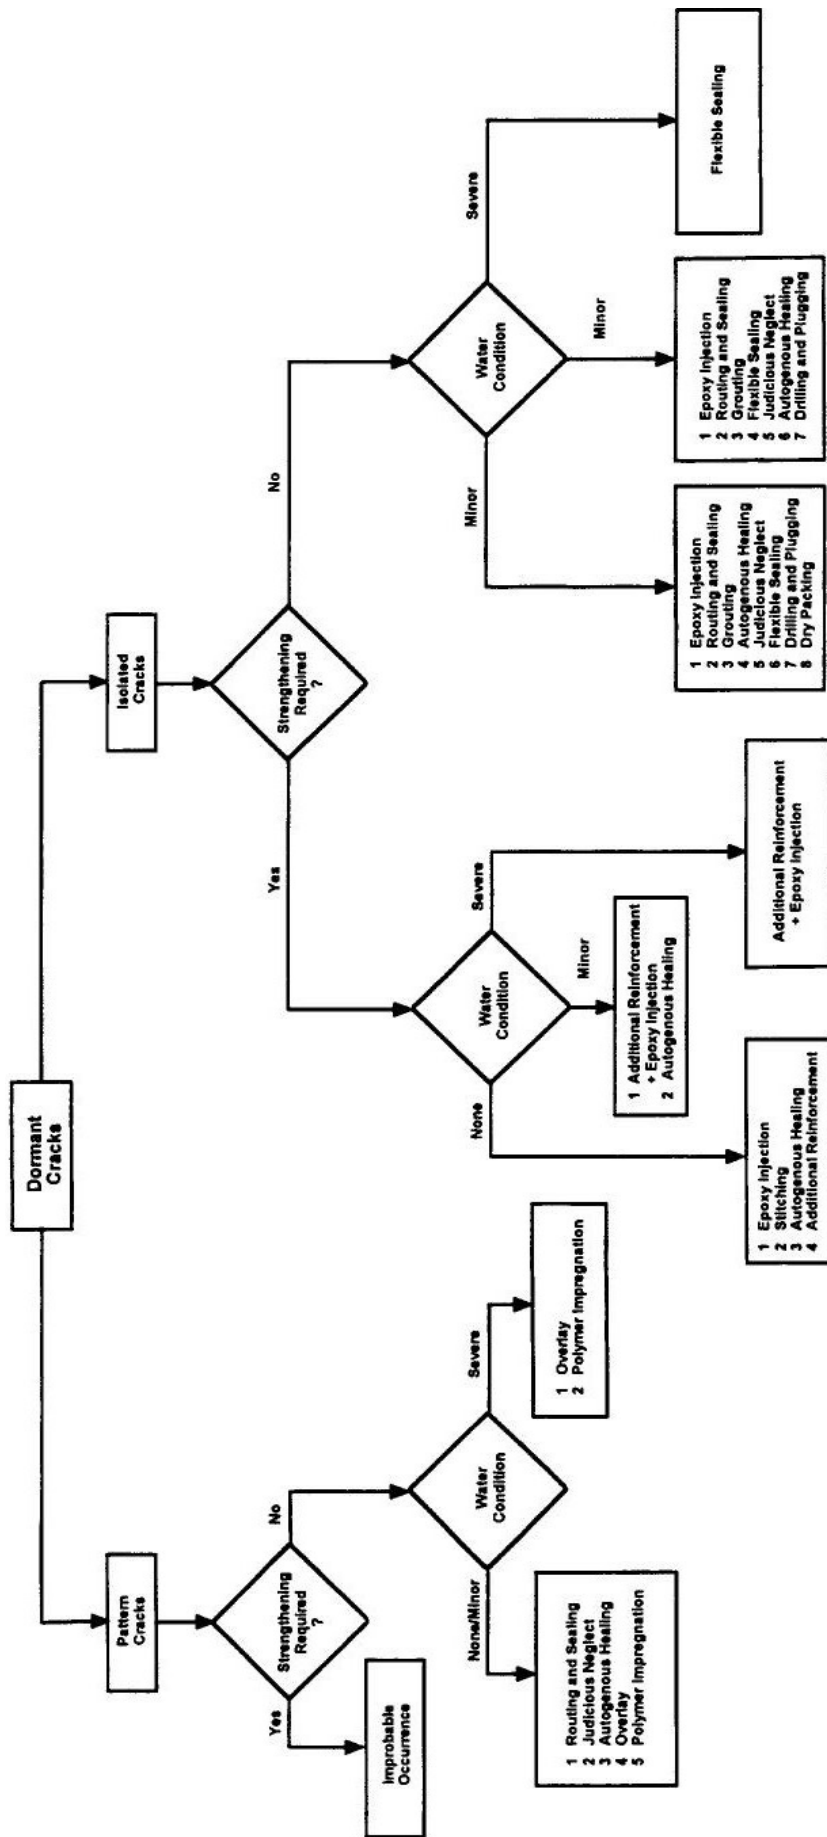 Dormant
Cracks
Pattern
Cracks
Isolated
Cracks
Strengthening
Required
?
Yes
No
Improbable
Occurrence
Water
Condition
None/Minor
Severe
1 Routing and Sealing
2 Judicious Neglect
3 Autogenous Healing
4 Overlay
5 Polymer Impregnation
1 Overlay
2 Polymer Impregnation
Strengthening
Required
?
Yes
No
Water
Condition
None
Minor
Severe
1 Epoxy Injection
2 Stitching
3 Autogenous Healing
4 Additional Reinforcement
1 Additional Reinforcement
+ Epoxy Injection
2 Autogenous Healing
Additional Reinforcement
+ Epoxy Injection
Water
Condition
Minor
Minor
Severe
1 Epoxy Injection
2 Routing and Sealing
3 Grouting
4 Autogenous Healing
5 Judicious Neglect
6 Flexible Sealing
7 Drilling and Plugging
8 Dry Packing
1 Epoxy Injection
2 Routing and Sealing
3 Grouting
4 Flexible Sealing
5 Judicious Neglect
6 Autogenous Healing
7 Drilling and Plugging
Flexible Sealing